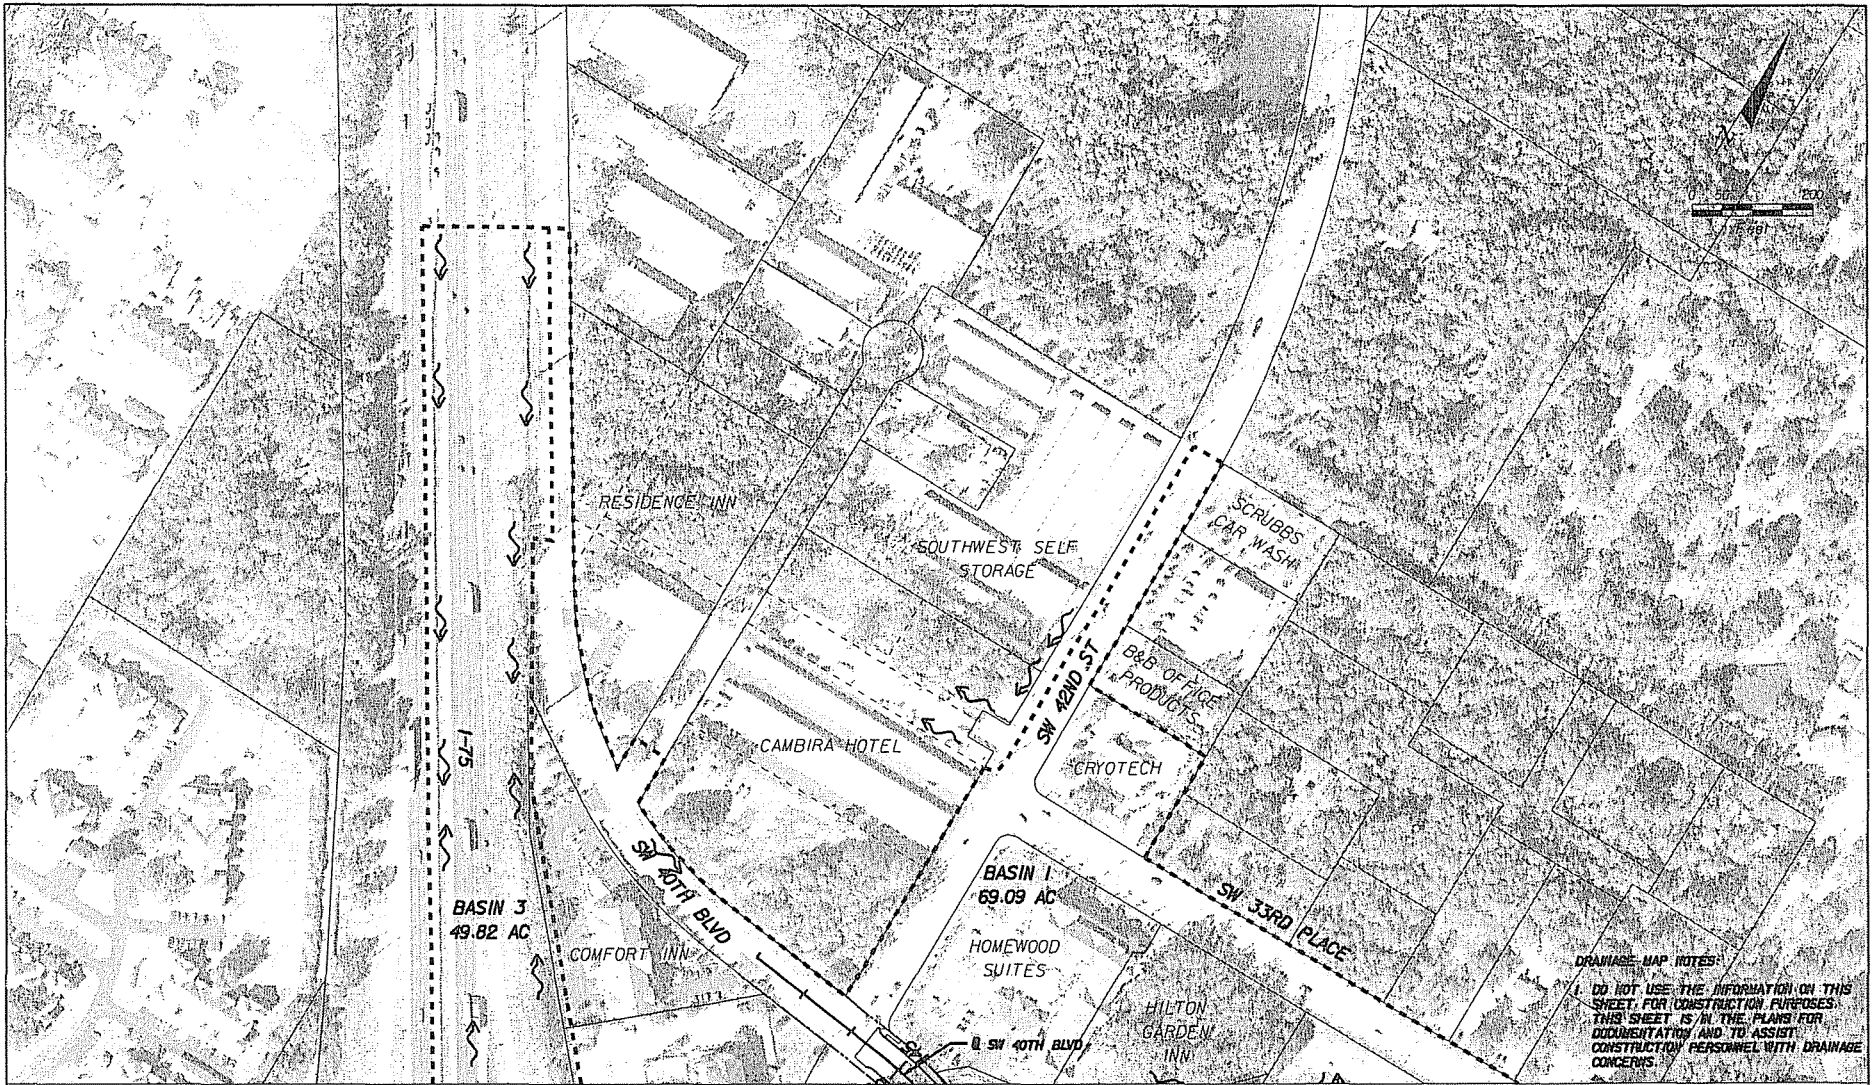 N
0
200
Feet
RESIDENCE INN
SCRUBBS
CAR WASH
SOUTHWEST SELF
STORAGE
B&B OFFICE
PRODUCTS
SW 42ND ST
I-75
CAMBIRA HOTEL
CRYOTECH
SW 40TH BLVD
BASIN 1
69.09 AC
SW 33RD PLACE
BASIN 3
49.82 AC
COMFORT INN
HOMEWOOD
SUITES
HILTON
GARDEN
INN
DRAINAGE MAP NOTES:
1. DO NOT USE THE INFORMATION ON THIS
SHEET FOR CONSTRUCTION PURPOSES.
THIS SHEET IS IN THE PLANS FOR
DOCUMENTATION AND TO ASSIST
CONSTRUCTION PERSONNEL WITH DRAINAGE
CONCERNS.
℄ SW 40TH BLVD